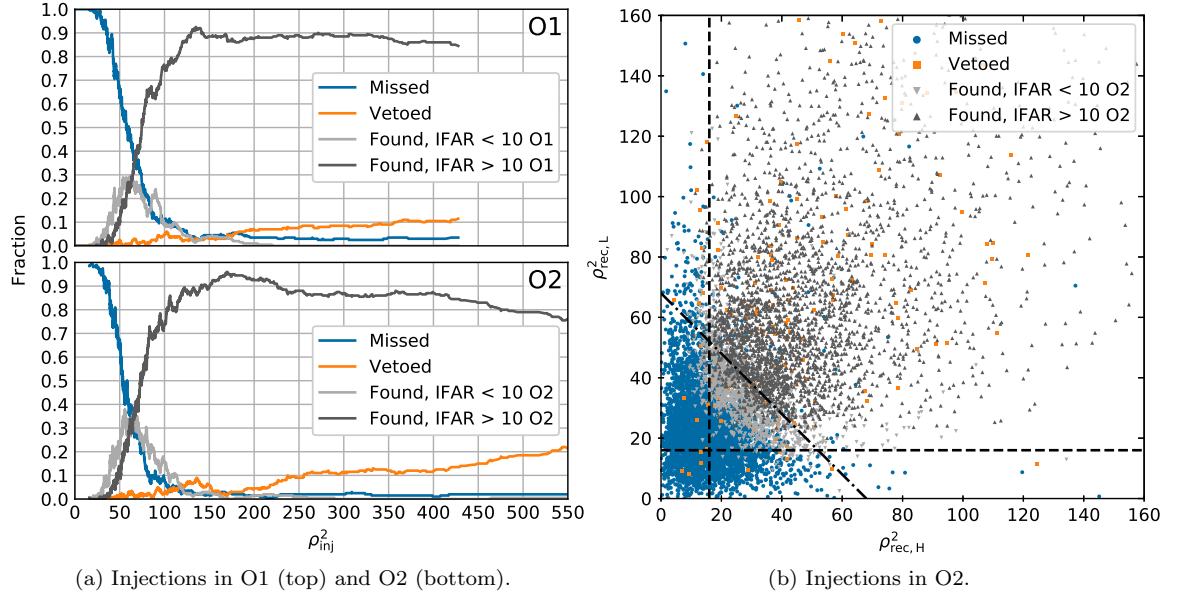 1.0
0.9
0.8
0.7
0.6
0.5
0.4
0.3
0.2
0.1
0.0
O1
Missed
Vetoed
Found, IFAR < 10 O1
Found, IFAR > 10 O1
Fraction
1.0
0.9
0.8
0.7
0.6
0.5
0.4
0.3
0.2
0.1
0.0
O2
Missed
Vetoed
Found, IFAR < 10 O2
Found, IFAR > 10 O2
0 50 100 150 200 250 300 350 400 450 500 550
ρ²inj
(a) Injections in O1 (top) and O2 (bottom).
160
140
120
100
80
60
40
20
0
ρ²rec, L
Missed
Vetoed
Found, IFAR < 10 O2
Found, IFAR > 10 O2
0 20 40 60 80 100 120 140 160
ρ²rec, H
(b) Injections in O2.